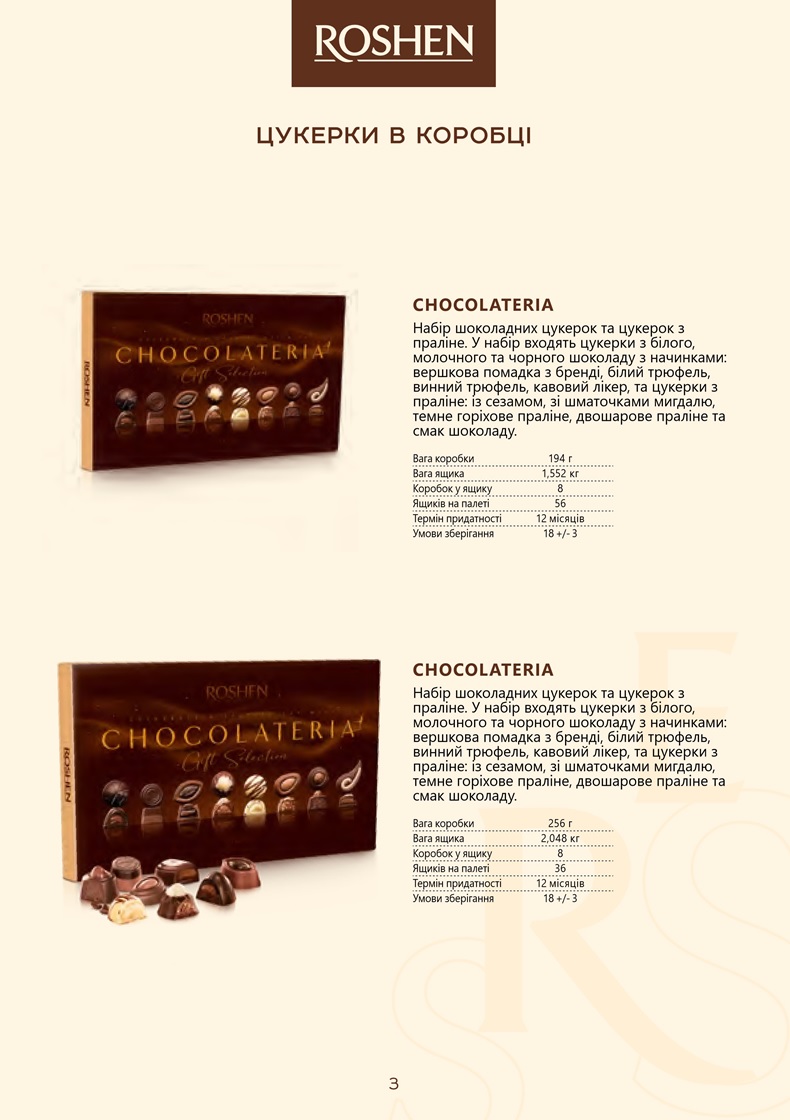 ROSHEN
ЦУКЕРКИ В КОРОБЦІ
ROSHEN
CHOCOLATERIA
Gift Selection
ROSHEN
CHOCOLATERIA
Набір шоколадних цукерок та цукерок з
праліне. У набір входять цукерки з білого,
молочного та чорного шоколаду з начинками:
вершкова помадка з бренді, білий трюфель,
винний трюфель, кавовий лікер, та цукерки з
праліне: із сезамом, зі шматочками мигдалю,
темне горіхове праліне, двошарове праліне та
смак шоколаду.
Вага коробки 194 г
Вага ящика 1,552 кг
Коробок у ящику 8
Ящиків на палеті 56
Термін придатності 12 місяців
Умови зберігання 18 +/- 3
ROSHEN
CHOCOLATERIA
Gift Selection
ROSHEN
CHOCOLATERIA
Набір шоколадних цукерок та цукерок з
праліне. У набір входять цукерки з білого,
молочного та чорного шоколаду з начинками:
вершкова помадка з бренді, білий трюфель,
винний трюфель, кавовий лікер, та цукерки з
праліне: із сезамом, зі шматочками мигдалю,
темне горіхове праліне, двошарове праліне та
смак шоколаду.
Вага коробки 256 г
Вага ящика 2,048 кг
Коробок у ящику 8
Ящиків на палеті 36
Термін придатності 12 місяців
Умови зберігання 18 +/- 3
3